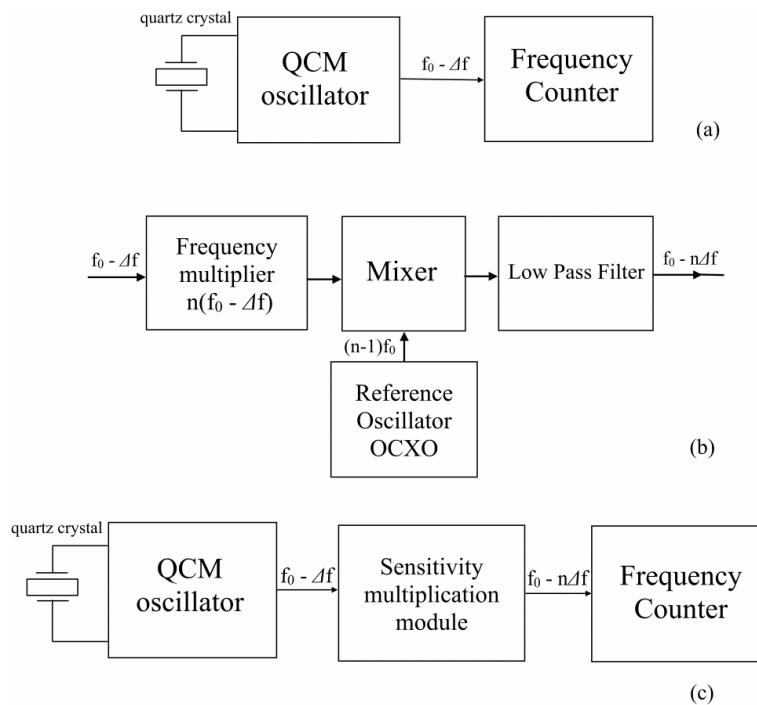 quartz crystal
QCM
oscillator
f₀ - Δf
Frequency
Counter
(a)
f₀ - Δf
Frequency
multiplier
n(f₀ - Δf)
Mixer
Low Pass Filter
f₀ - nΔf
(n-1)f₀
Reference
Oscillator
OCXO
(b)
quartz crystal
QCM
oscillator
f₀ - Δf
Sensitivity
multiplication
module
f₀ - nΔf
Frequency
Counter
(c)